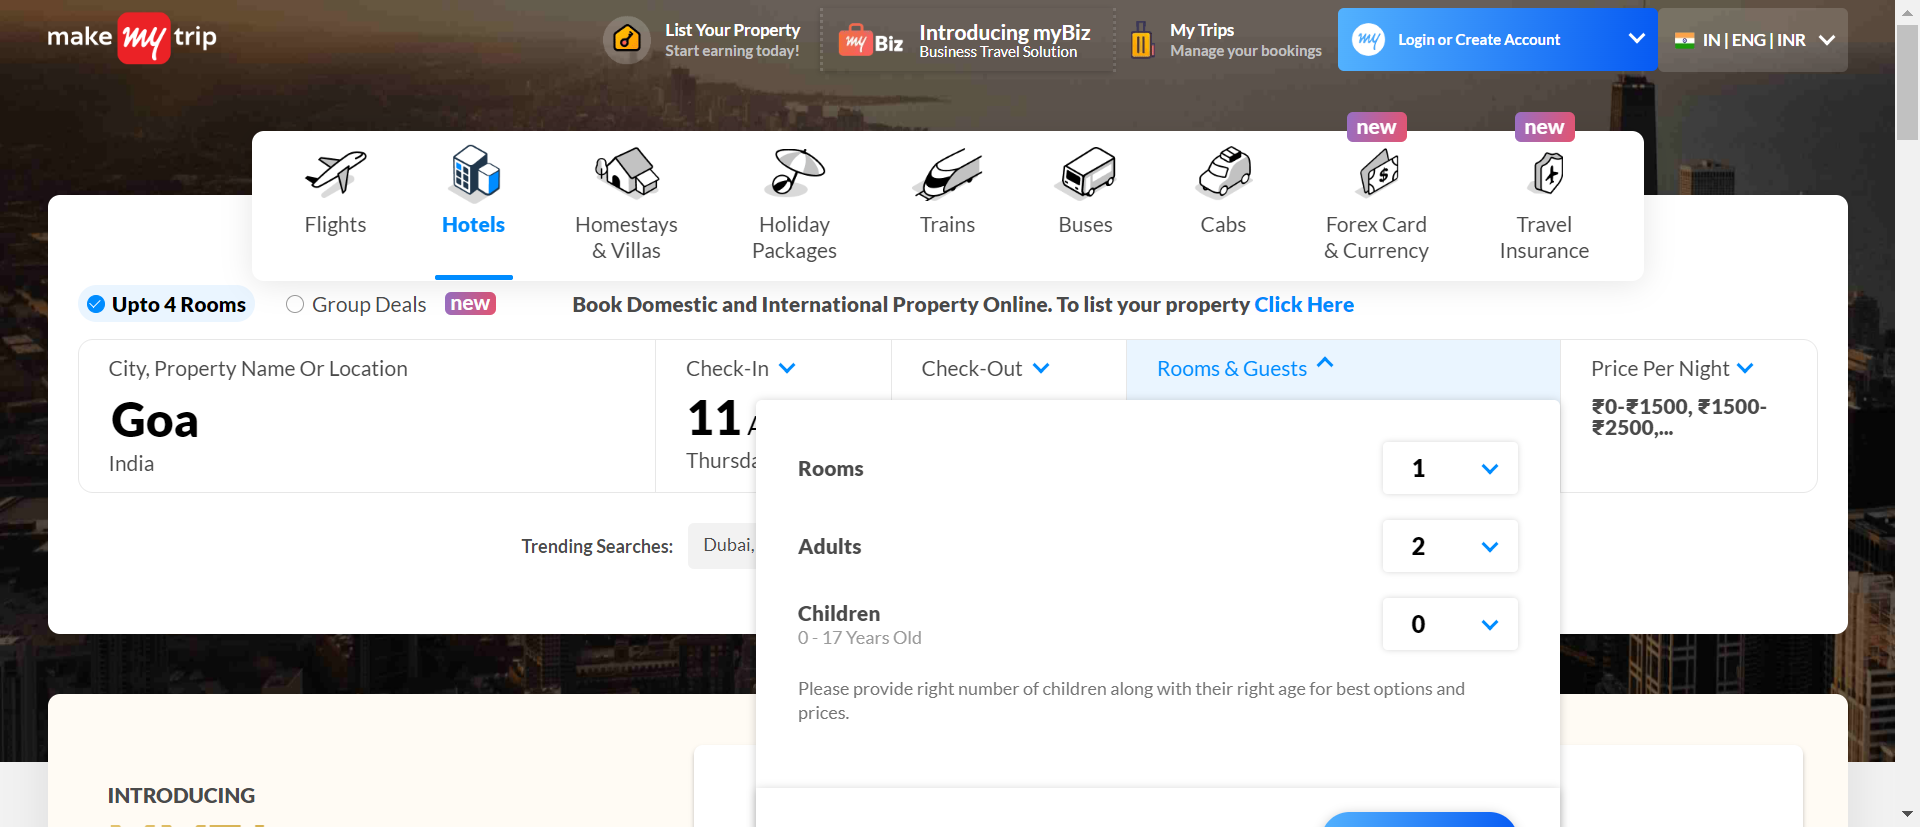 make my trip
List Your Property
Start earning today!
my Biz
Introducing myBiz
Business Travel Solution
My Trips
Manage your bookings
my
Login or Create Account
IN | ENG | INR
new
new
Flights
Hotels
Homestays
& Villas
Holiday
Packages
Trains
Buses
Cabs
Forex Card
& Currency
Travel
Insurance
Upto 4 Rooms
Group Deals
new
Book Domestic and International Property Online. To list your property Click Here
City, Property Name Or Location
Goa
India
Check-In
11
Check-Out
Rooms & Guests
Price Per Night
₹0-₹1500, ₹1500-
₹2500,...
Rooms
1
Adults
2
Children
0 - 17 Years Old
0
Please provide right number of children along with their right age for best options and
prices.
Trending Searches:
Dubai,
INTRODUCING